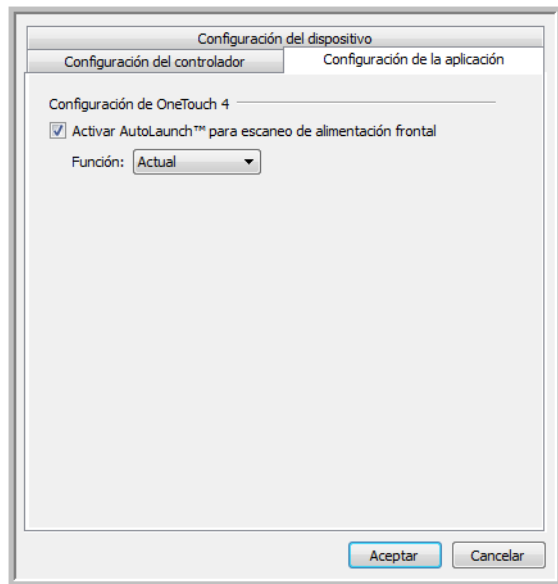 Configuración del dispositivo
Configuración del controlador
Configuración de la aplicación
Configuración de OneTouch 4
Activar AutoLaunch™ para escaneo de alimentación frontal
Función: Actual
Aceptar Cancelar